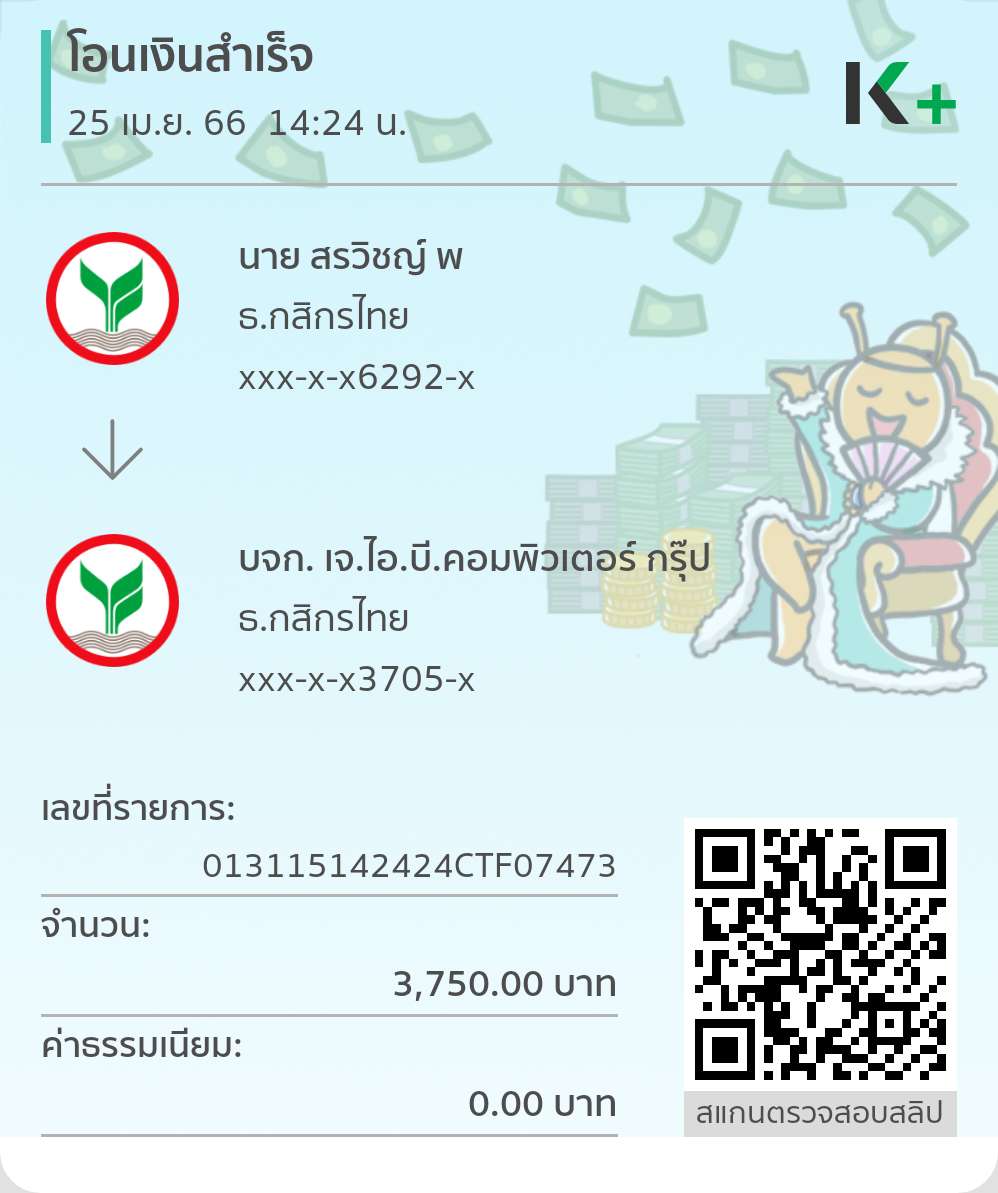 โอนเงินสำเร็จ
25 เม.ย. 66 14:24 น.
K+
นาย สรวิชญ์ พ
ธ.กสิกรไทย
xxx-x-x6292-x
บจก. เจ.ไอ.บี.คอมพิวเตอร์ กรุ๊ป
ธ.กสิกรไทย
xxx-x-x3705-x
เลขที่รายการ:
013115142424CTF07473
จำนวน:
3,750.00 บาท
ค่าธรรมเนียม:
0.00 บาท
สแกนตรวจสอบสลิป